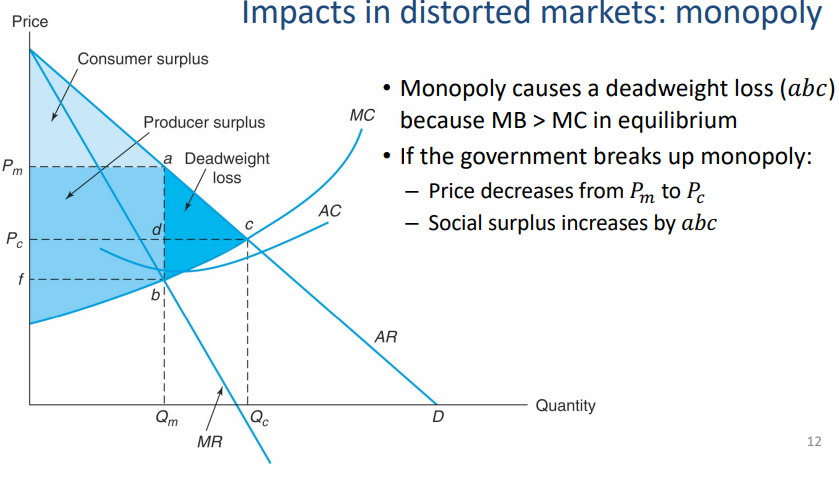 Impacts in distorted markets: monopoly
Price
Consumer surplus
Producer surplus
MC
P_m
a
Deadweight
loss
AC
d
c
P_c
f
b
AR
Quantity
Q_m
Q_c
D
MR
• Monopoly causes a deadweight loss (abc)
because MB > MC in equilibrium
• If the government breaks up monopoly:
– Price decreases from P_m to P_c
– Social surplus increases by abc
12